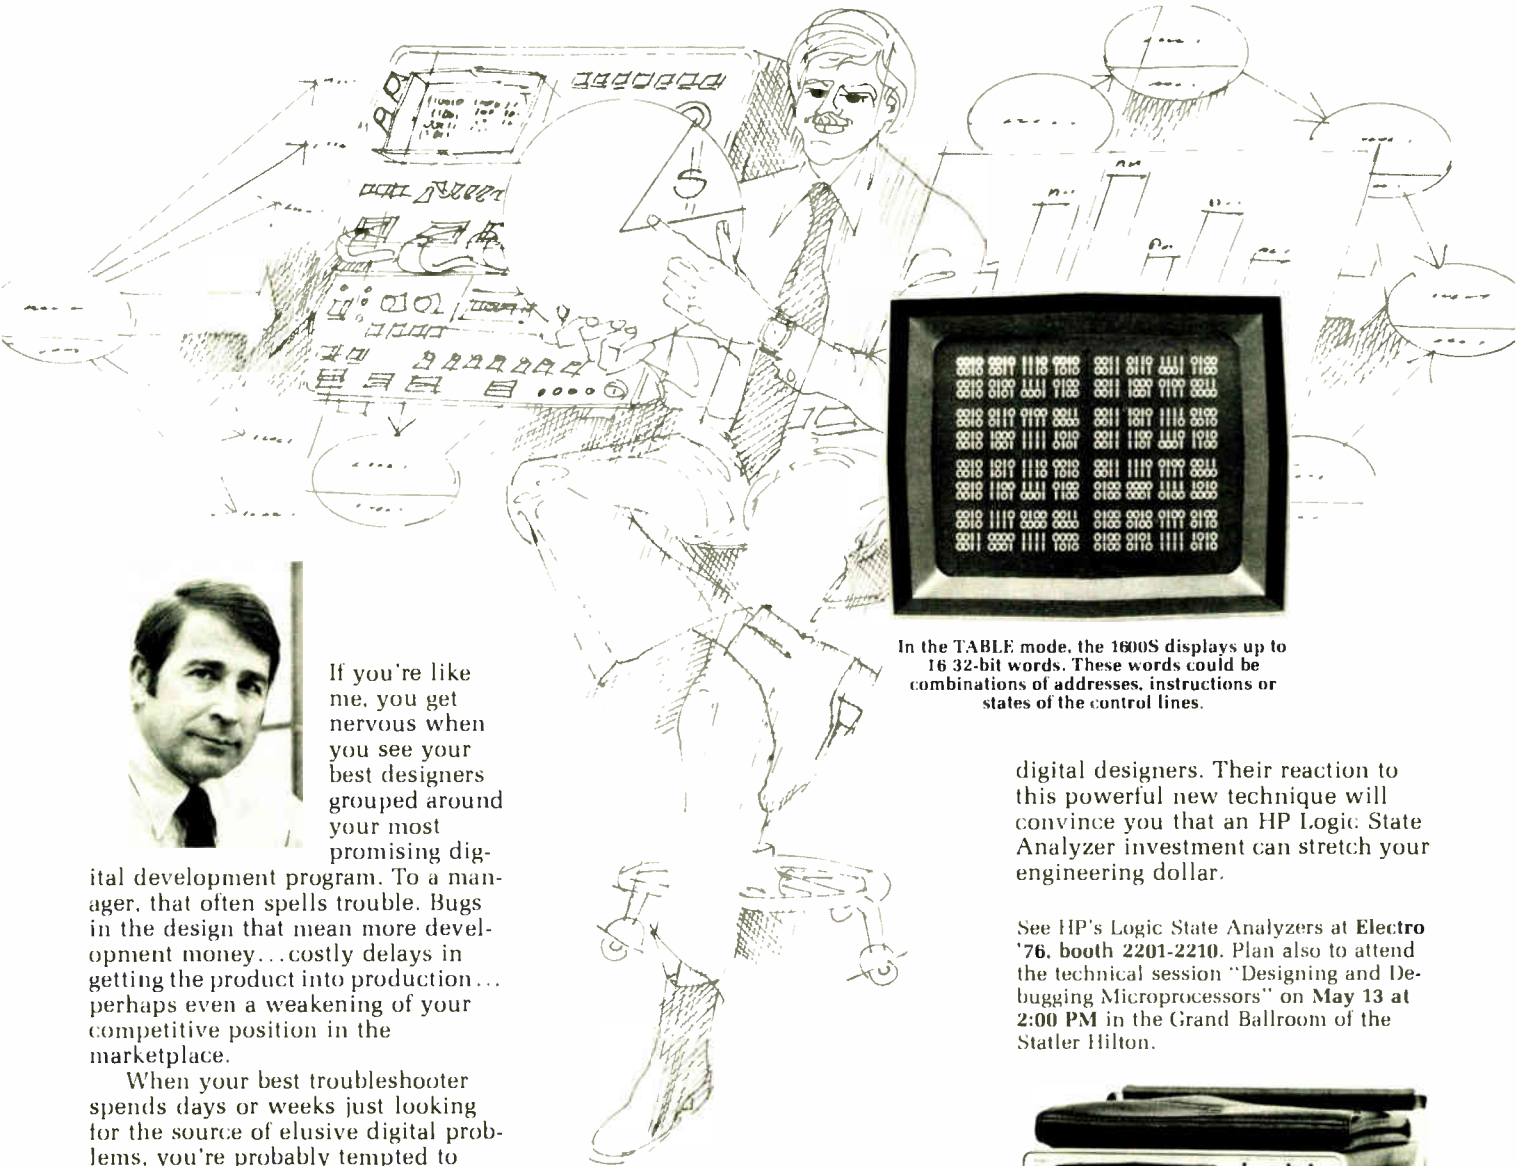 If you're like
me, you get
nervous when
you see your
best designers
grouped around
your most
promising dig-
ital development program. To a man-
ager, that often spells trouble. Bugs
in the design that mean more devel-
opment money...costly delays in
getting the product into production...
perhaps even a weakening of your
competitive position in the
marketplace.
When your best troubleshooter
spends days or weeks just looking
for the source of elusive digital prob-
lems, you're probably tempted to
In the TABLE mode, the 1600S displays up to
16 32-bit words. These words could be
combinations of addresses, instructions or
states of the control lines.
digital designers. Their reaction to
this powerful new technique will
convince you that an HP Logic State
Analyzer investment can stretch your
engineering dollar.
See HP's Logic State Analyzers at Electro
'76, booth 2201-2210. Plan also to attend
the technical session "Designing and De-
bugging Microprocessors" on May 13 at
2:00 PM in the Grand Ballroom of the
Statler Hilton.